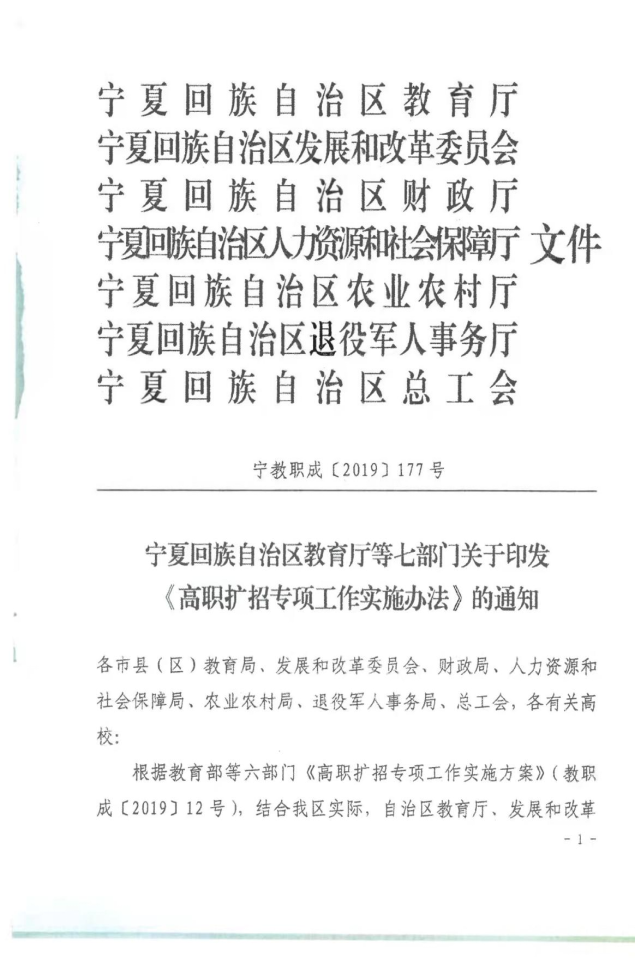 宁夏回族自治区教育厅
宁夏回族自治区发展和改革委员会
宁夏回族自治区财政厅
宁夏回族自治区人力资源和社会保障厅 文件
宁夏回族自治区农业农村厅
宁夏回族自治区退役军人事务厅
宁夏回族自治区总工会
宁教职成〔2019〕177号
宁夏回族自治区教育厅等七部门关于印发
《高职扩招专项工作实施办法》的通知
各市县（区）教育局、发展和改革委员会、财政局、人力资源和
社会保障局、农业农村局、退役军人事务局、总工会，各有关高
校：
根据教育部等六部门《高职扩招专项工作实施方案》（教职
成〔2019〕12号），结合我区实际，自治区教育厅、发展和改革
- 1 -